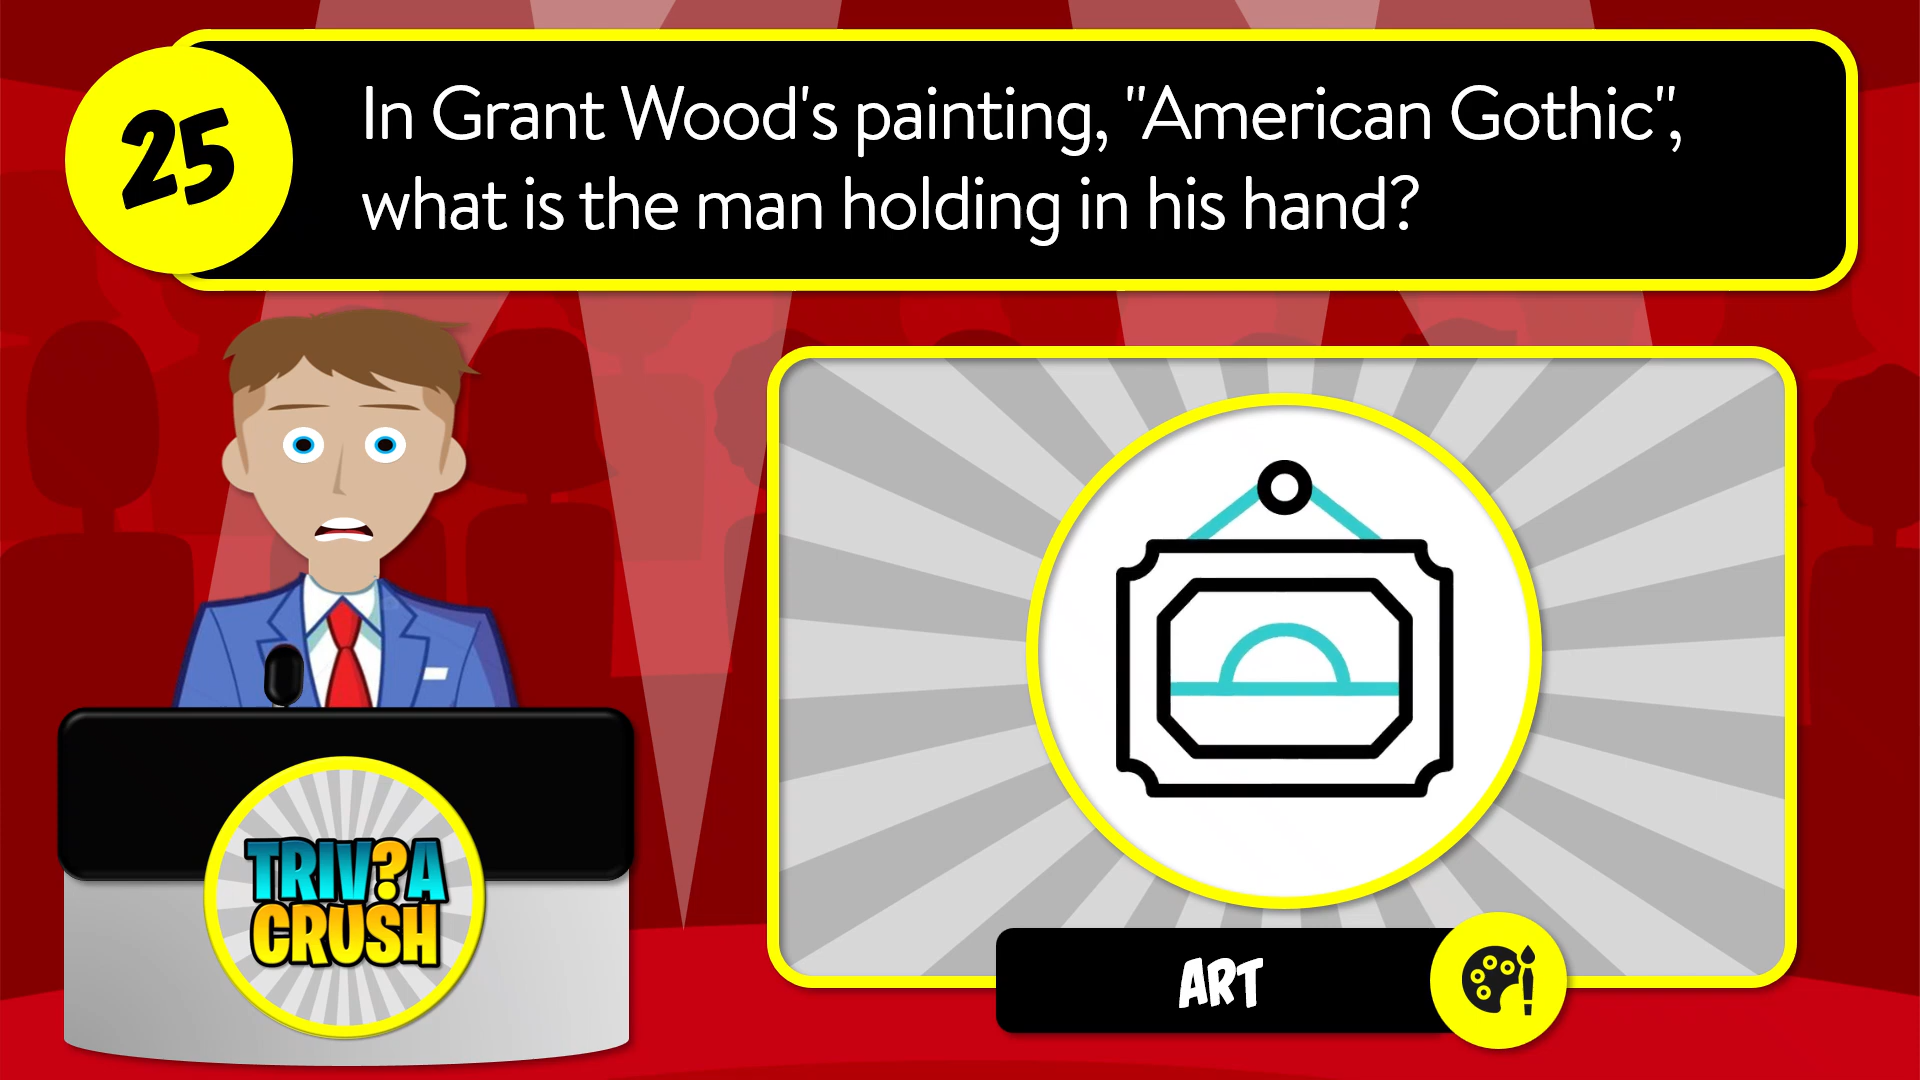 25
In Grant Wood's painting, "American Gothic",
what is the man holding in his hand?
TRIV?A
CRUSH
ART